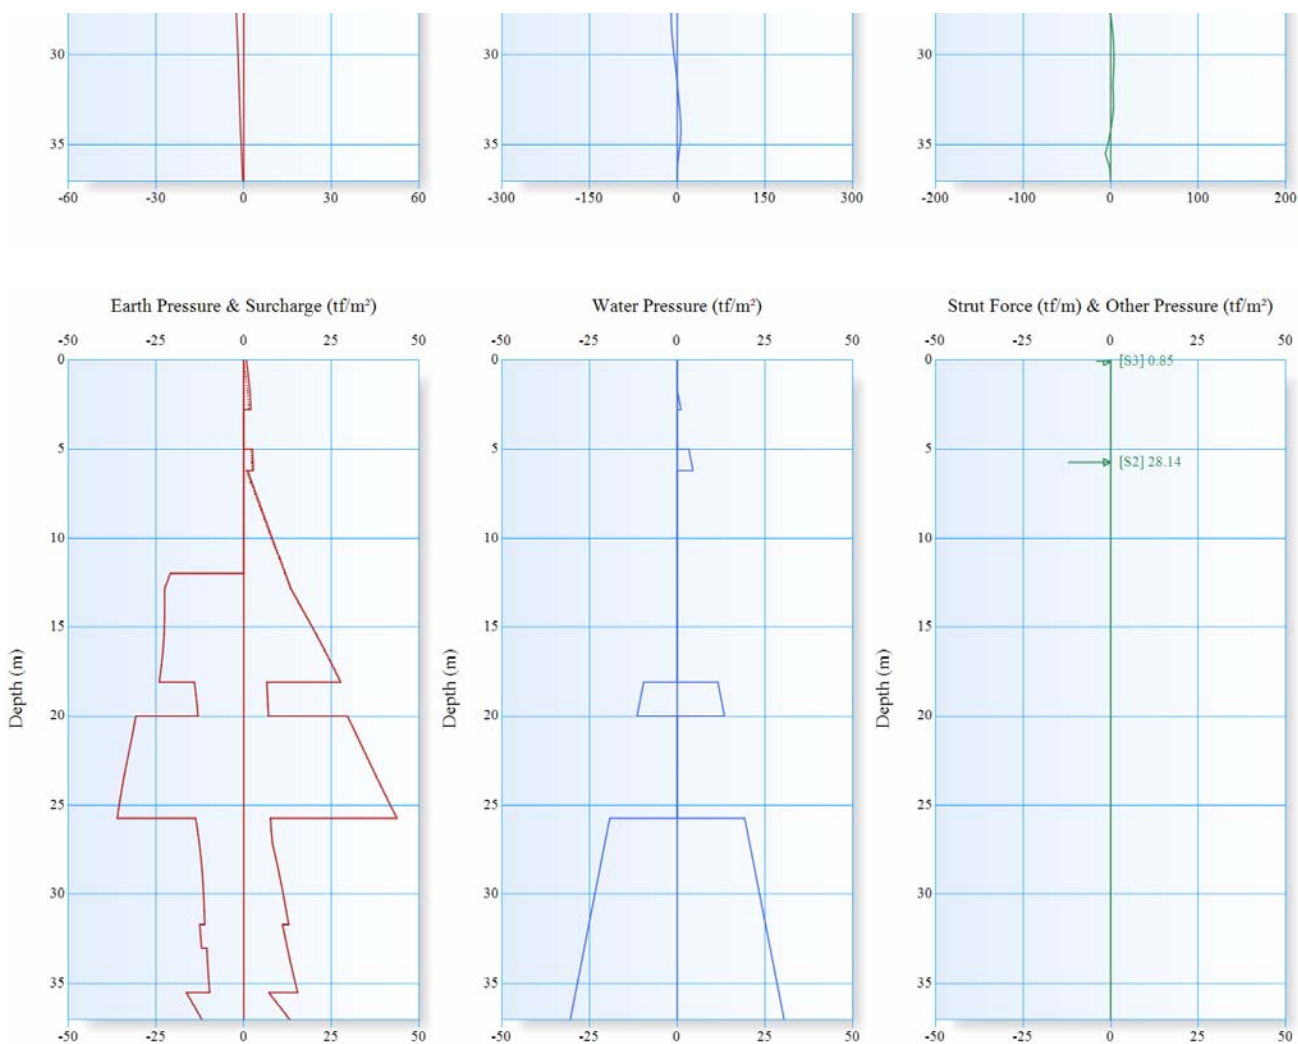 30 30 30
35 35 35
-60 -30 0 30 60 -300 -150 0 150 300 -200 -100 0 100 200
Earth Pressure & Surcharge (tf/m²) Water Pressure (tf/m²) Strut Force (tf/m) & Other Pressure (tf/m²)
-50 -25 0 25 50 -50 -25 0 25 50 -50 -25 0 25 50
0 0 0 [S3] 0.85
5 5 5
[S2] 28.14
10 10 10
15 15 15
Depth (m) Depth (m) Depth (m)
20 20 20
25 25 25
30 30 30
35 35 35
-50 -25 0 25 50 -50 -25 0 25 50 -50 -25 0 25 50